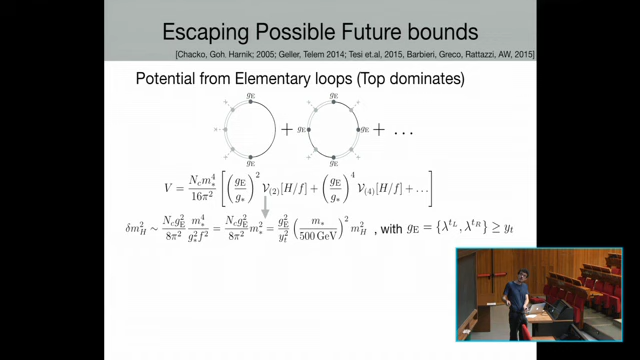 Escaping Possible Future bounds
[Chacko, Goh, Harnik; 2005; Geller, Telem 2014; Tesi et.al, 2015, Barbieri, Greco, Rattazzi, AW, 2015]
Potential from Elementary loops (Top dominates)
g_E g_E
+ g_E g_E + ...
g_E g_E
V = \frac{N_c m_*^4}{16\pi^2} \left[ \left(\frac{g_E}{g_*}\right)^2 \mathcal{V}_{(2)}[H/f] + \left(\frac{g_E}{g_*}\right)^4 \mathcal{V}_{(4)}[H/f] + \ldots \right]
\delta m_H^2 \sim \frac{N_c g_E^2}{8\pi^2} \frac{m_*^4}{g_*^2 f^2} = \frac{N_c g_E^2}{8\pi^2} m_*^2 = \frac{g_E^2}{y_t^2} \left(\frac{m_*}{500\,GeV}\right)^2 m_H^2 , with g_E = \{\lambda^{t_L}, \lambda^{t_R}\} \geq y_t